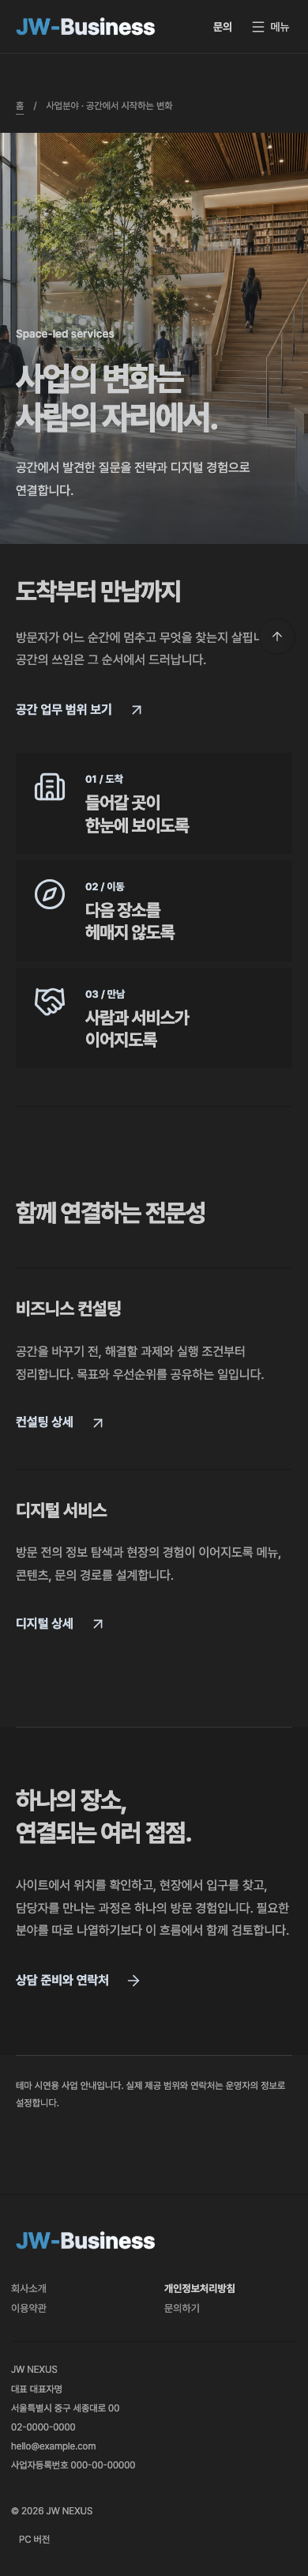 JW-Business
문의
메뉴
홈 / 사업분야 · 공간에서 시작하는 변화
Space-led services
사업의 변화는
사람의 자리에서.
공간에서 발견한 질문을 전략과 디지털 경험으로
연결합니다.
도착부터 만남까지
방문자가 어느 순간에 멈추고 무엇을 찾는지 살핍니
공간의 쓰임은 그 순서에서 드러납니다.
공간 업무 범위 보기
01 / 도착
들어갈 곳이
한눈에 보이도록
02 / 이동
다음 장소를
헤매지 않도록
03 / 만남
사람과 서비스가
이어지도록
함께 연결하는 전문성
비즈니스 컨설팅
공간을 바꾸기 전, 해결할 과제와 실행 조건부터
정리합니다. 목표와 우선순위를 공유하는 일입니다.
컨설팅 상세
디지털 서비스
방문 전의 정보 탐색과 현장의 경험이 이어지도록 메뉴,
콘텐츠, 문의 경로를 설계합니다.
디지털 상세
하나의 장소,
연결되는 여러 접점.
사이트에서 위치를 확인하고, 현장에서 입구를 찾고,
담당자를 만나는 과정은 하나의 방문 경험입니다. 필요한
분야를 따로 나열하기보다 이 흐름에서 함께 검토합니다.
상담 준비와 연락처
테마 시연용 사업 안내입니다. 실제 제공 범위와 연락처는 운영자의 정보로
설정합니다.
JW-Business
회사소개
개인정보처리방침
이용약관
문의하기
JW NEXUS
대표 대표자명
서울특별시 중구 세종대로 00
02-0000-0000
hello@example.com
사업자등록번호 000-00-00000
© 2026 JW NEXUS
PC 버전